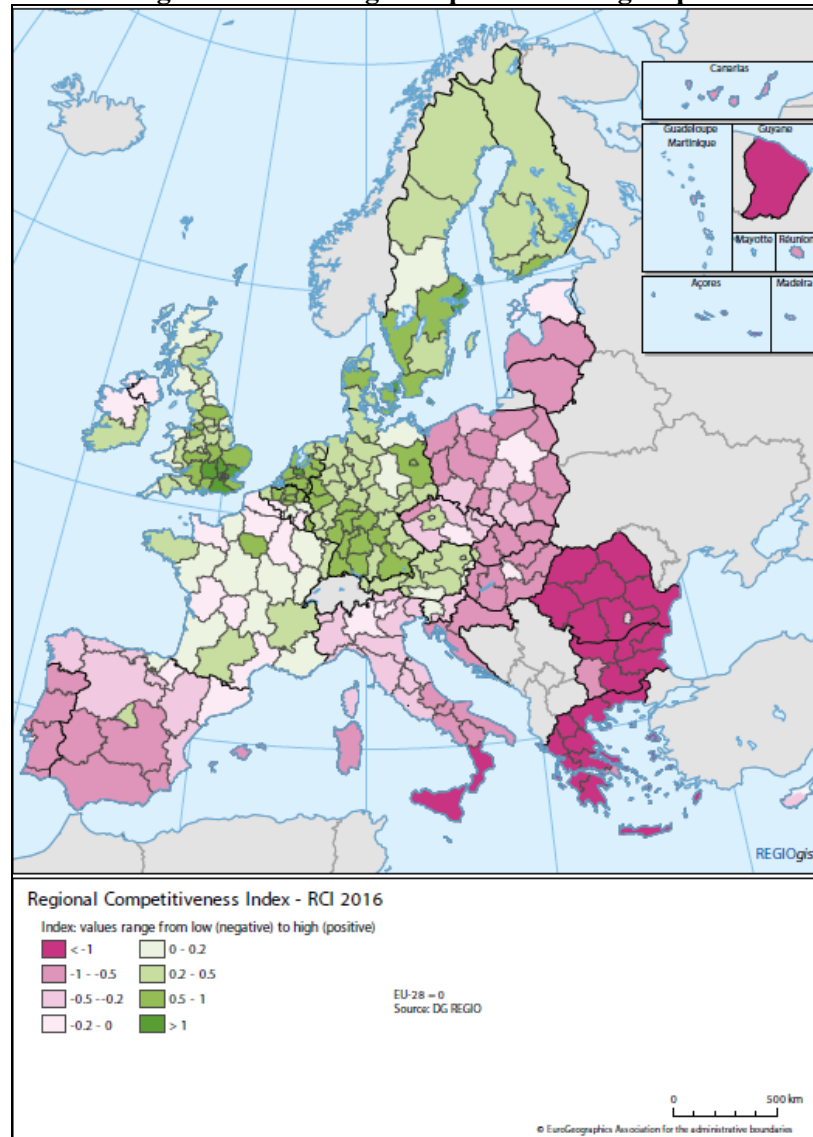 Canarias
Guadeloupe
Martinique
Guyane
Mayotte
Réunion
Açores
Madeira
REGIOgis
Regional Competitiveness Index - RCI 2016
Index: values range from low (negative) to high (positive)
< -1
0 - 0.2
-1 - -0.5
0.2 - 0.5
-0.5 --0.2
0.5 - 1
-0.2 - 0
> 1
EU-28 = 0
Source: DG REGIO
0 500 km
© EuroGeographics Association for the administrative boundaries